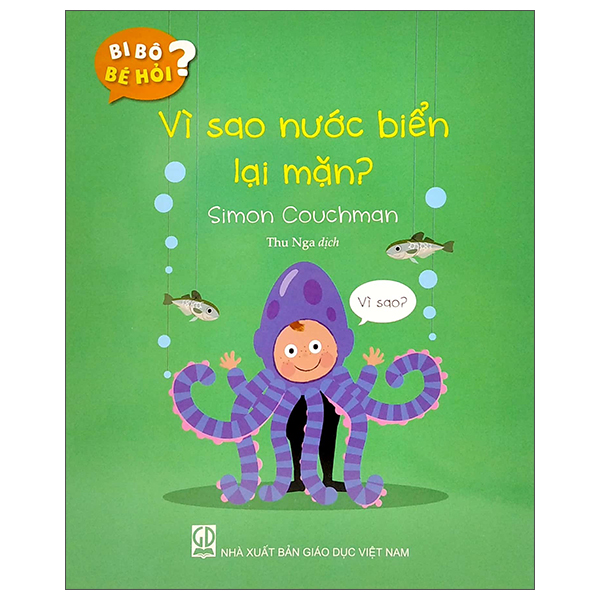 BI BÔ
BÉ HỎI?
Vì sao nước biển
lại mặn?
Simon Couchman
Thu Nga dịch
Vì sao?
GD
NHÀ XUẤT BẢN GIÁO DỤC VIỆT NAM